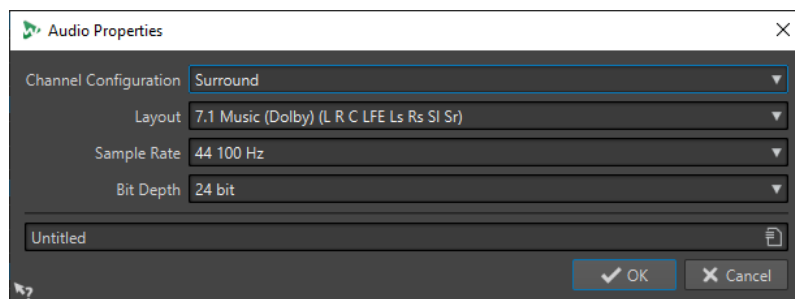 Audio Properties
Channel Configuration Surround
Layout 7.1 Music (Dolby) (L R C LFE Ls Rs Sl Sr)
Sample Rate 44 100 Hz
Bit Depth 24 bit
Untitled
OK Cancel
?